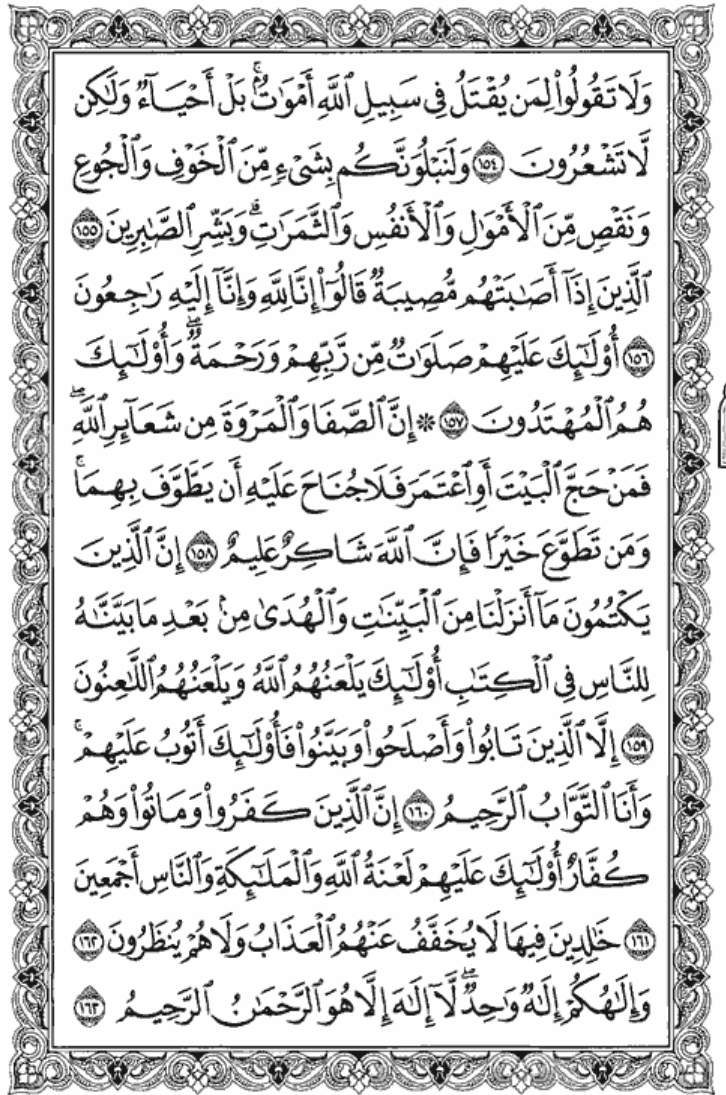 وَلَا تَقُولُوا۟ لِمَن يُقْتَلُ فِى سَبِيلِ ٱللَّهِ أَمْوَٰتٌۢ ۚ بَلْ أَحْيَآءٌ وَلَٰكِن
لَّا تَشْعُرُونَ ١٥٤ وَلَنَبْلُوَنَّكُم بِشَىْءٍ مِّنَ ٱلْخَوْفِ وَٱلْجُوعِ
وَنَقْصٍ مِّنَ ٱلْأَمْوَٰلِ وَٱلْأَنفُسِ وَٱلثَّمَرَٰتِ ۗ وَبَشِّرِ ٱلصَّٰبِرِينَ ١٥٥
ٱلَّذِينَ إِذَآ أَصَٰبَتْهُم مُّصِيبَةٌ قَالُوٓا۟ إِنَّا لِلَّهِ وَإِنَّآ إِلَيْهِ رَٰجِعُونَ
١٥٦ أُو۟لَٰٓئِكَ عَلَيْهِمْ صَلَوَٰتٌ مِّن رَّبِّهِمْ وَرَحْمَةٌ ۖ وَأُو۟لَٰٓئِكَ
هُمُ ٱلْمُهْتَدُونَ ١٥٧ ۞ إِنَّ ٱلصَّفَا وَٱلْمَرْوَةَ مِن شَعَآئِرِ ٱللَّهِ ۖ
فَمَنْ حَجَّ ٱلْبَيْتَ أَوِ ٱعْتَمَرَ فَلَا جُنَاحَ عَلَيْهِ أَن يَطَّوَّفَ بِهِمَا ۚ
وَمَن تَطَوَّعَ خَيْرًا فَإِنَّ ٱللَّهَ شَاكِرٌ عَلِيمٌ ١٥٨ إِنَّ ٱلَّذِينَ
يَكْتُمُونَ مَآ أَنزَلْنَا مِنَ ٱلْبَيِّنَٰتِ وَٱلْهُدَىٰ مِنۢ بَعْدِ مَا بَيَّنَّٰهُ
لِلنَّاسِ فِى ٱلْكِتَٰبِ أُو۟لَٰٓئِكَ يَلْعَنُهُمُ ٱللَّهُ وَيَلْعَنُهُمُ ٱللَّٰعِنُونَ
١٥٩ إِلَّا ٱلَّذِينَ تَابُوا۟ وَأَصْلَحُوا۟ وَبَيَّنُوا۟ فَأُو۟لَٰٓئِكَ أَتُوبُ عَلَيْهِمْ ۚ
وَأَنَا ٱلتَّوَّابُ ٱلرَّحِيمُ ١٦٠ إِنَّ ٱلَّذِينَ كَفَرُوا۟ وَمَاتُوا۟ وَهُمْ
كُفَّارٌ أُو۟لَٰٓئِكَ عَلَيْهِمْ لَعْنَةُ ٱللَّهِ وَٱلْمَلَٰٓئِكَةِ وَٱلنَّاسِ أَجْمَعِينَ
١٦١ خَٰلِدِينَ فِيهَا لَا يُخَفَّفُ عَنْهُمُ ٱلْعَذَابُ وَلَا هُمْ يُنظَرُونَ ١٦٢
وَإِلَٰهُكُمْ إِلَٰهٌ وَٰحِدٌ ۖ لَّآ إِلَٰهَ إِلَّا هُوَ ٱلرَّحْمَٰنُ ٱلرَّحِيمُ ١٦٣